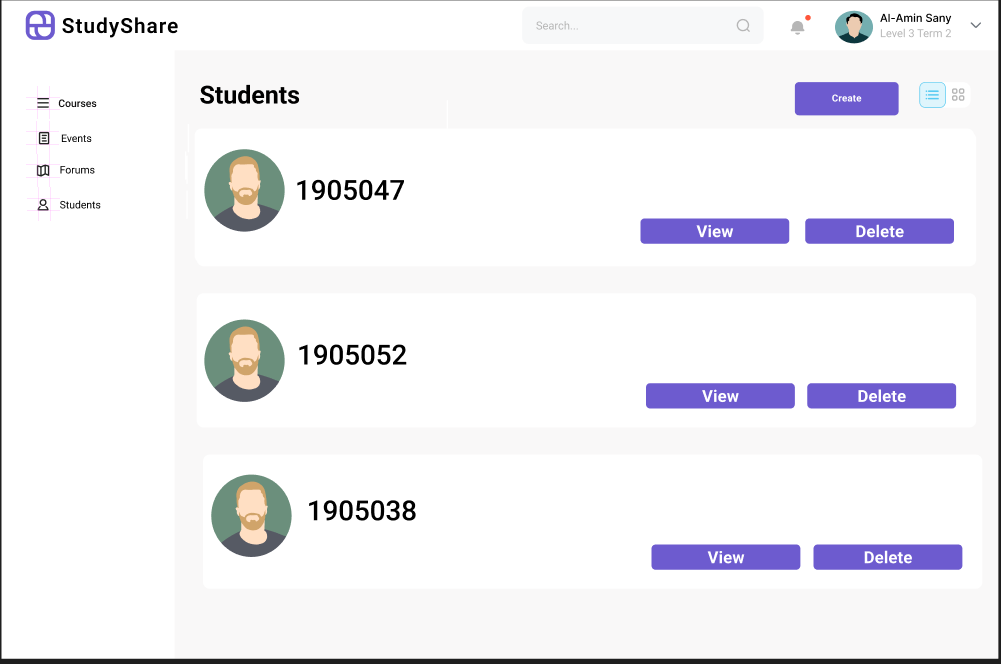 StudyShare
Search...
Al-Amin Sany
Level 3 Term 2
Courses
Events
Forums
Students
Students
Create
1905047
View
Delete
1905052
View
Delete
1905038
View
Delete